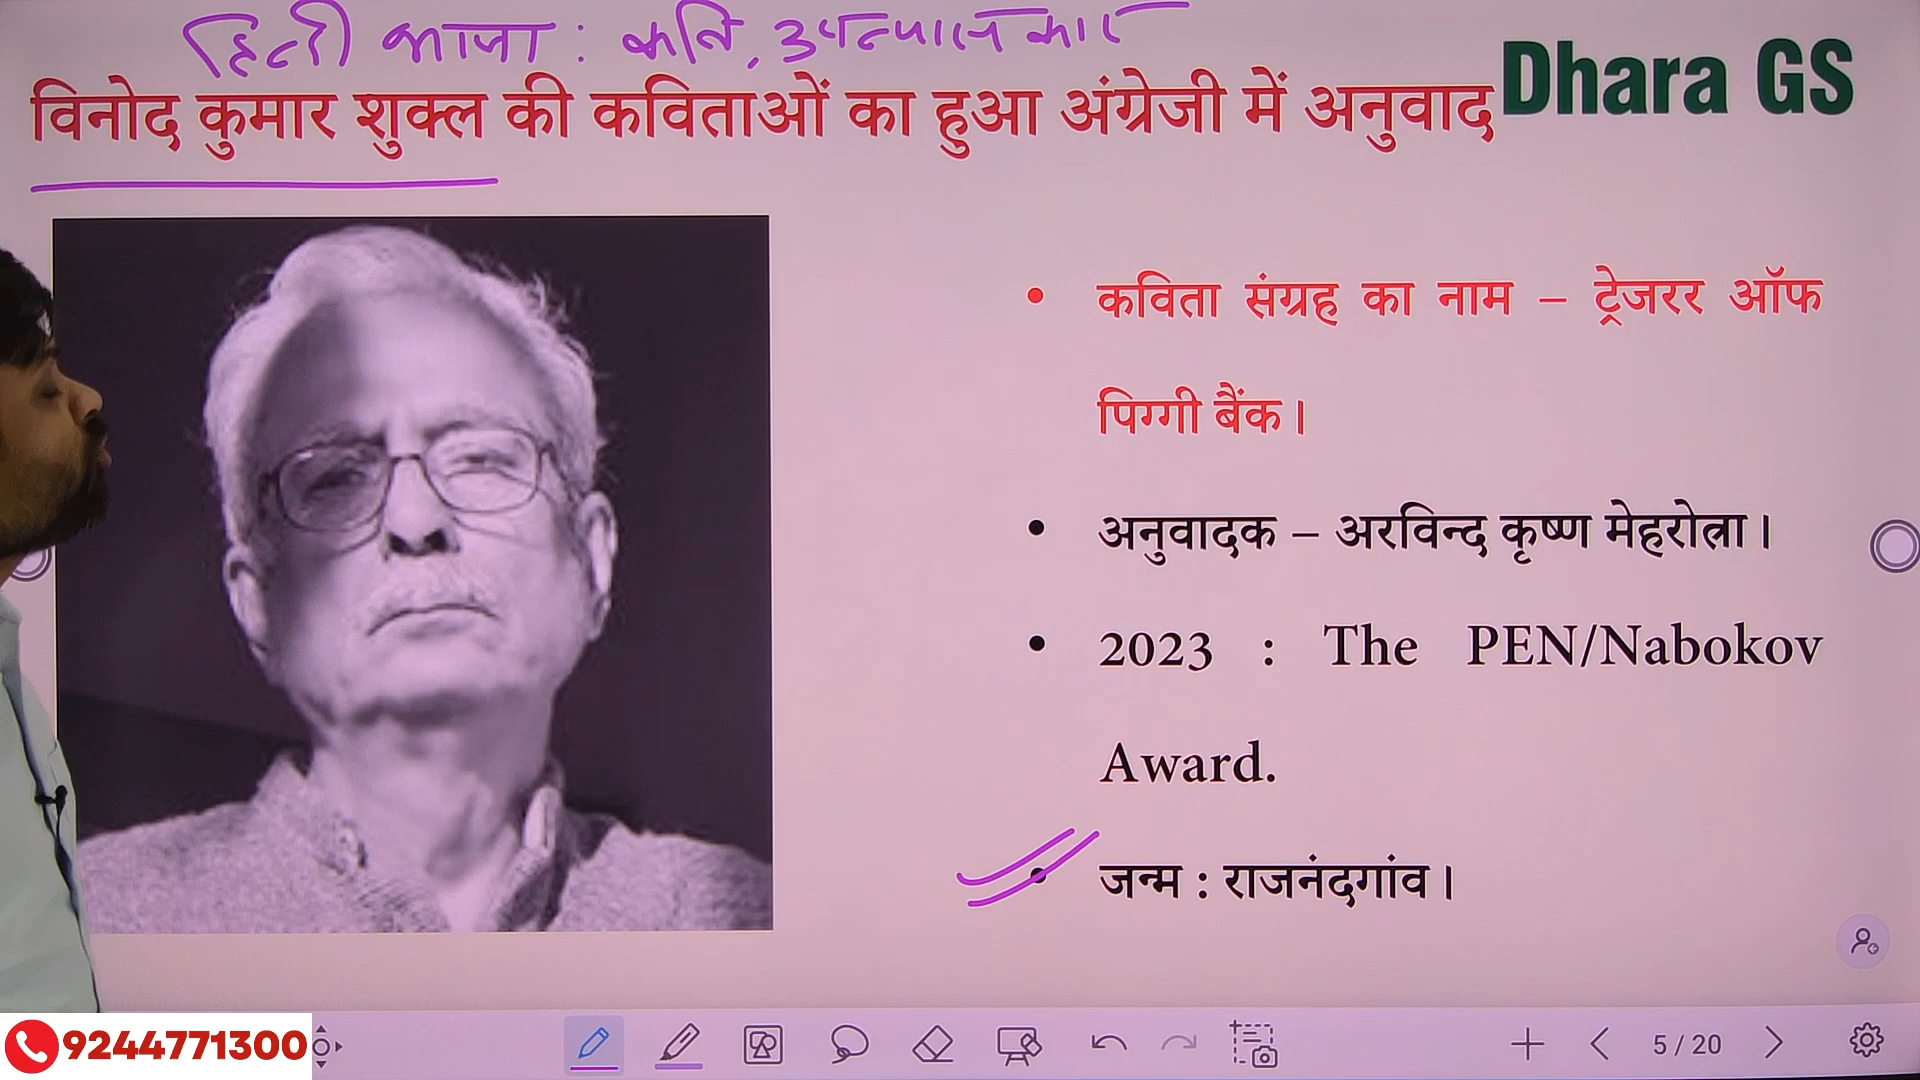 हिन्दी भाषा : कवि, उपन्यासकार
विनोद कुमार शुक्ल की कविताओं का हुआ अंग्रेजी में अनुवाद
Dhara GS
• कविता संग्रह का नाम – ट्रेजरर ऑफ
पिग्गी बैंक।
• अनुवादक – अरविन्द कृष्ण मेहरोत्रा।
• 2023 : The PEN/Nabokov
Award.
• जन्म : राजनंदगांव।
9244771300
5 / 20